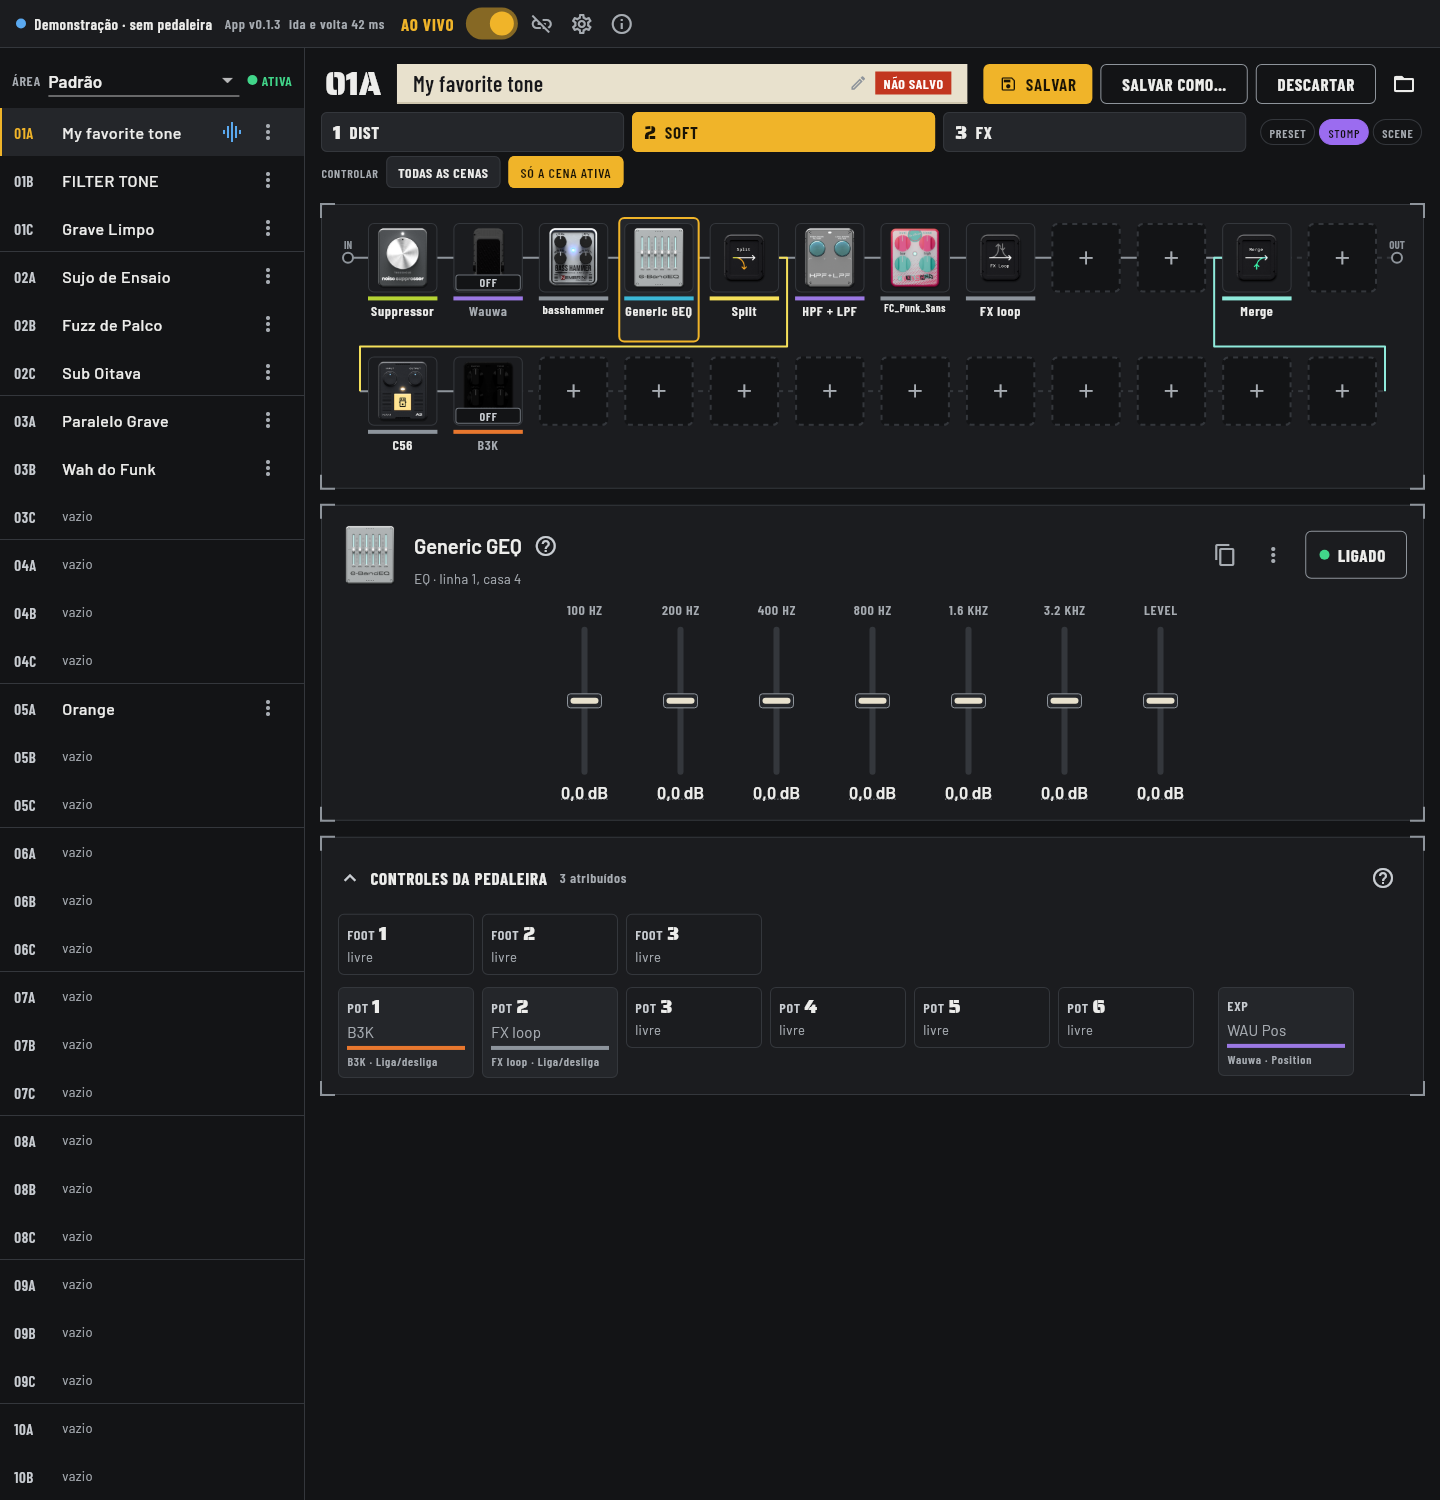 Demonstração · sem pedaleira App v0.1.3 Ida e volta 42 ms AO VIVO
ÁREA Padrão ATIVA
01A My favorite tone
01B FILTER TONE
01C Grave Limpo
02A Sujo de Ensaio
02B Fuzz de Palco
02C Sub Oitava
03A Paralelo Grave
03B Wah do Funk
03C vazio
04A vazio
04B vazio
04C vazio
05A Orange
05B vazio
05C vazio
06A vazio
06B vazio
06C vazio
07A vazio
07B vazio
07C vazio
08A vazio
08B vazio
08C vazio
09A vazio
09B vazio
09C vazio
10A vazio
10B vazio
01A My favorite tone NÃO SALVO SALVAR SALVAR COMO... DESCARTAR
1 DIST 2 SOFT 3 FX PRESET STOMP SCENE
CONTROLAR TODAS AS CENAS SÓ A CENA ATIVA
IN OFF Split FX Loop Merge OUT
Suppressor Wauwa basshammer Generic GEQ Split HPF + LPF FC_Punk_Sans FX loop Merge
OFF
C56 B3K
Generic GEQ
EQ · linha 1, casa 4
LIGADO
100 HZ 200 HZ 400 HZ 800 HZ 1.6 KHZ 3.2 KHZ LEVEL
0,0 dB 0,0 dB 0,0 dB 0,0 dB 0,0 dB 0,0 dB 0,0 dB
CONTROLES DA PEDALEIRA 3 atribuídos
FOOT 1 FOOT 2 FOOT 3
livre livre livre
POT 1 POT 2 POT 3 POT 4 POT 5 POT 6 EXP
B3K FX loop livre livre livre livre WAU Pos
B3K · Liga/desliga FX loop · Liga/desliga Wauwa · Position